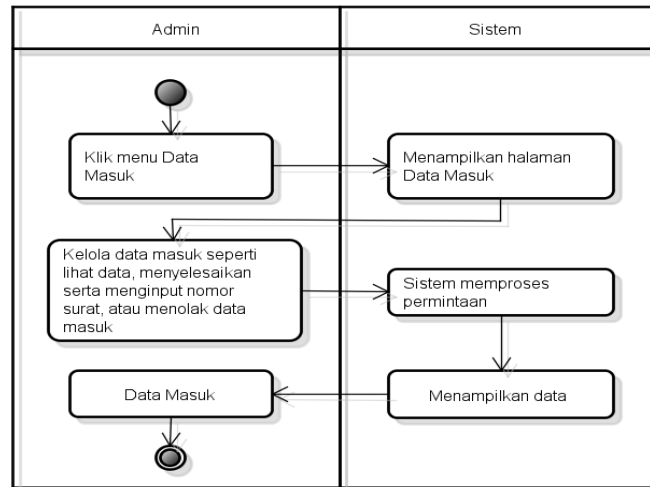 Admin
Sistem
Klik menu Data
Masuk
Menampilkan halaman
Data Masuk
Kelola data masuk seperti
lihat data, menyelesaikan
serta menginput nomor
surat, atau menolak data
masuk
Sistem memproses
permintaan
Data Masuk
Menampilkan data